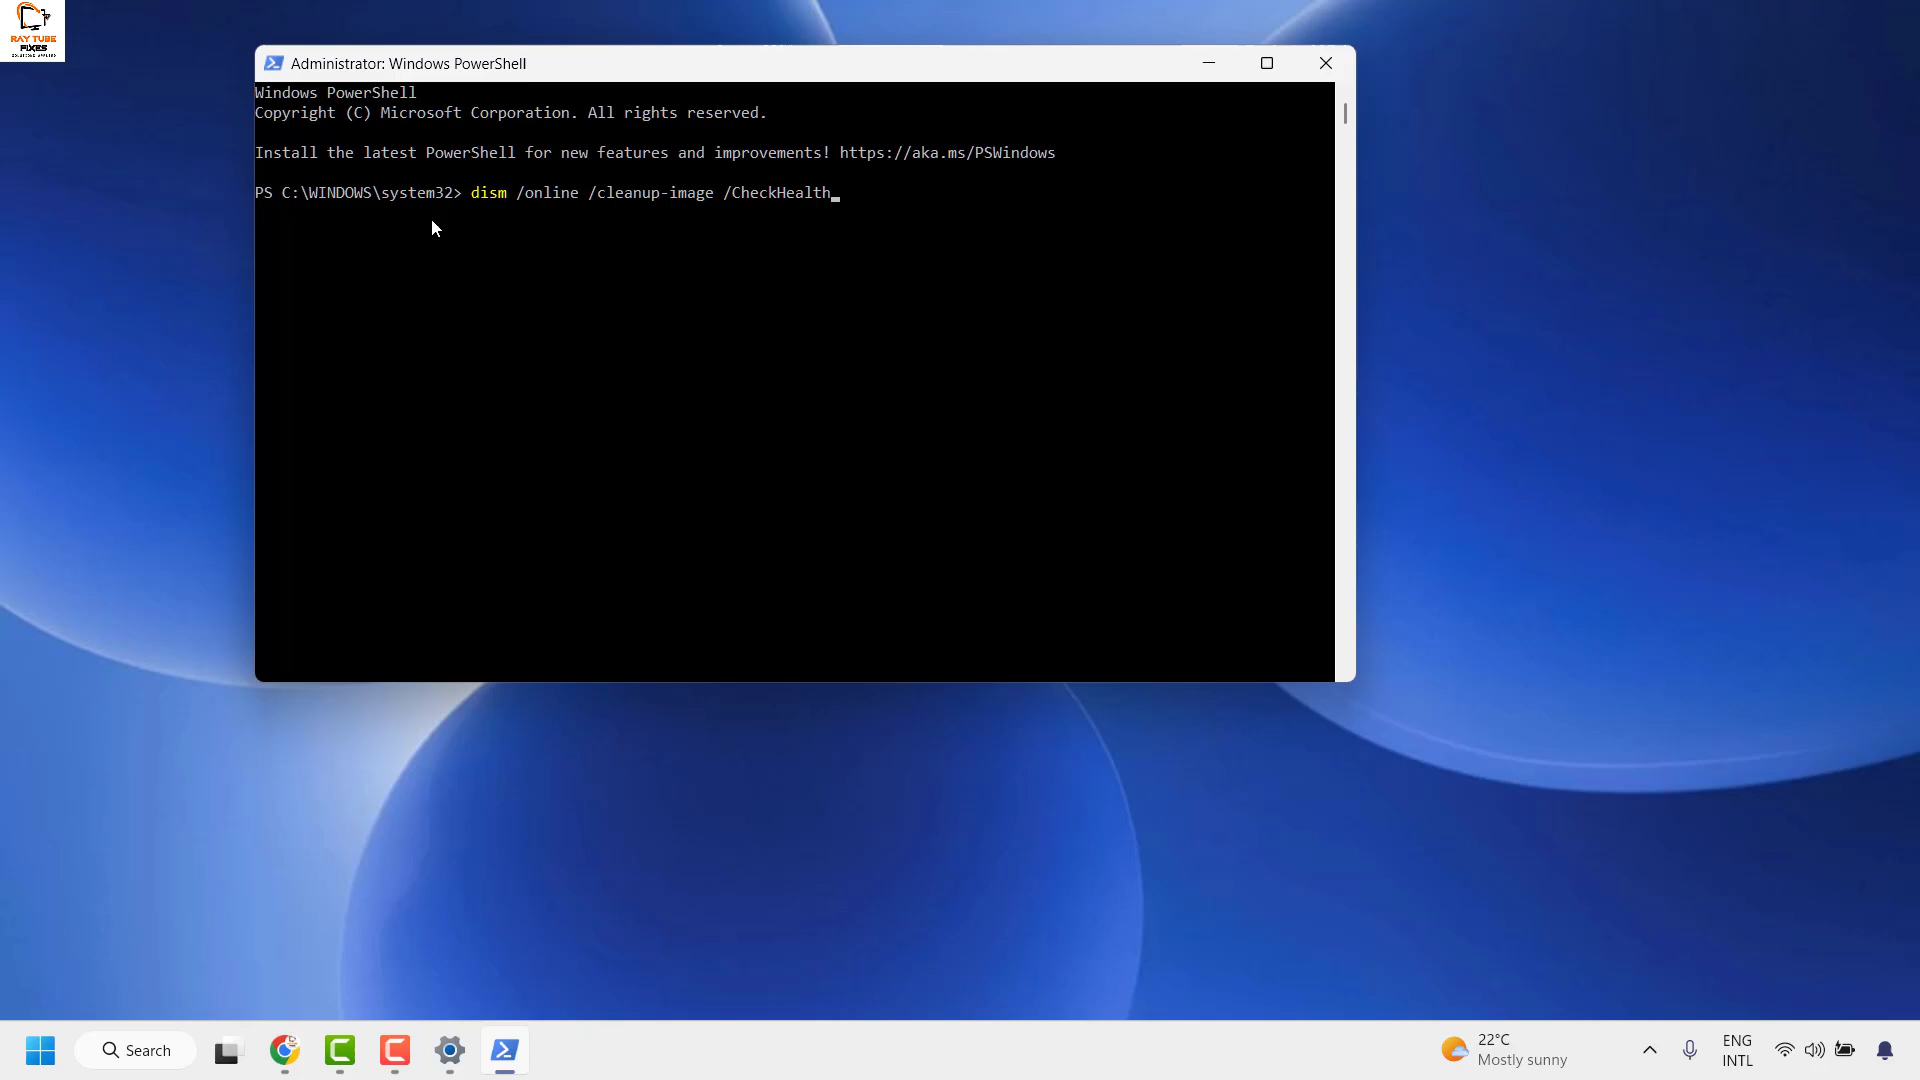 RAY TUBE
FIXES
SOLUTIONS APPLIED
Administrator: Windows PowerShell
Windows PowerShell
Copyright (C) Microsoft Corporation. All rights reserved.
Install the latest PowerShell for new features and improvements! https://aka.ms/PSWindows
PS C:\WINDOWS\system32> dism /online /cleanup-image /CheckHealth
Search
22°C
Mostly sunny
ENG
INTL